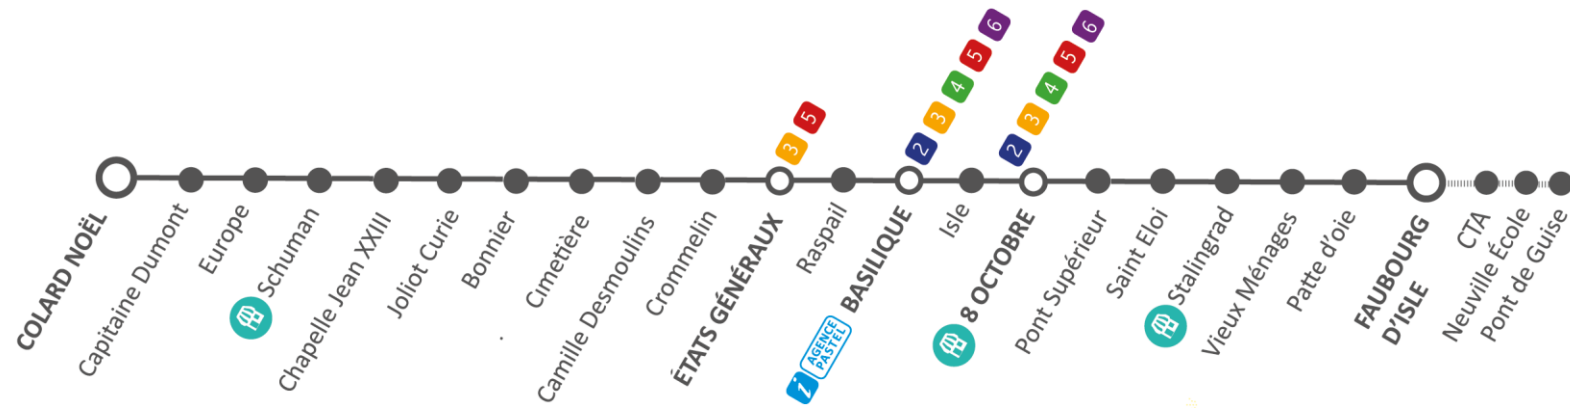 COLARD NOËL
Capitaine Dumont
Europe
Schuman
Chapelle Jean XXIII
Joliot Curie
Bonnier
Cimetière
Camille Desmoulins
Crommelin
ÉTATS GÉNÉRAUX
3 5
Raspail
BASILIQUE
2 3 4 5 6
i AGENCE
PASTEL
Isle
8 OCTOBRE
2 3 4 5 6
Pont Supérieur
Saint Eloi
Stalingrad
Vieux Ménages
Patte d'oie
FAUBOURG
D'ISLE
CTA
Neuville École
Pont de Guise